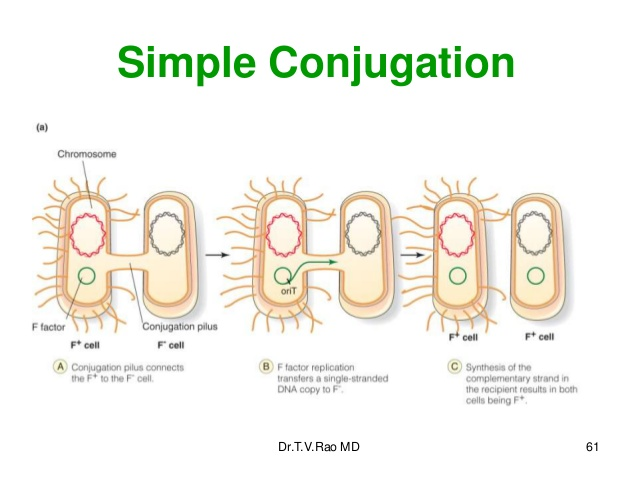 Simple Conjugation
(a)
Chromosome
oriT
F factor
Conjugation pilus
F⁺ cell
F⁻ cell
F⁺ cell
F⁺ cell
A Conjugation pilus connects
the F⁺ to the F⁻ cell.
B F factor replication
transfers a single-stranded
DNA copy to F⁻.
C Synthesis of the
complementary strand in
the recipient results in both
cells being F⁺.
Dr.T.V.Rao MD
61